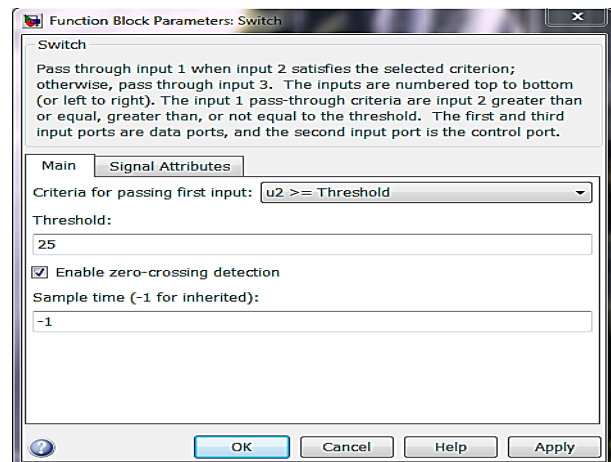 Function Block Parameters: Switch
x
Switch
Pass through input 1 when input 2 satisfies the selected criterion;
otherwise, pass through input 3. The inputs are numbered top to bottom
(or left to right). The input 1 pass-through criteria are input 2 greater than
or equal, greater than, or not equal to the threshold. The first and third
input ports are data ports, and the second input port is the control port.
Main Signal Attributes
Criteria for passing first input: u2 >= Threshold
Threshold:
25
Enable zero-crossing detection
Sample time (-1 for inherited):
-1
? OK Cancel Help Apply